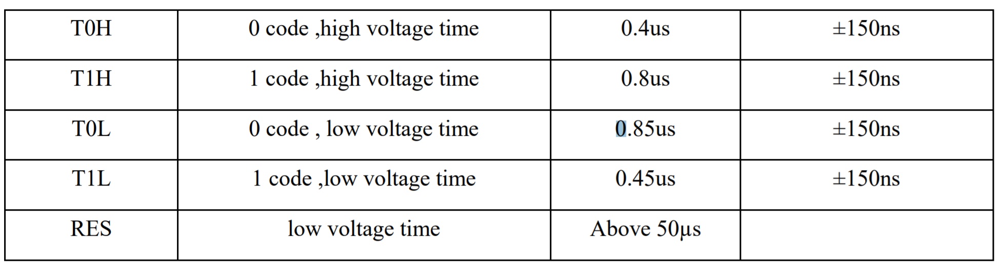 T0H 0 code ,high voltage time 0.4us ±150ns
T1H 1 code ,high voltage time 0.8us ±150ns
T0L 0 code , low voltage time 0.85us ±150ns
T1L 1 code ,low voltage time 0.45us ±150ns
RES low voltage time Above 50µs